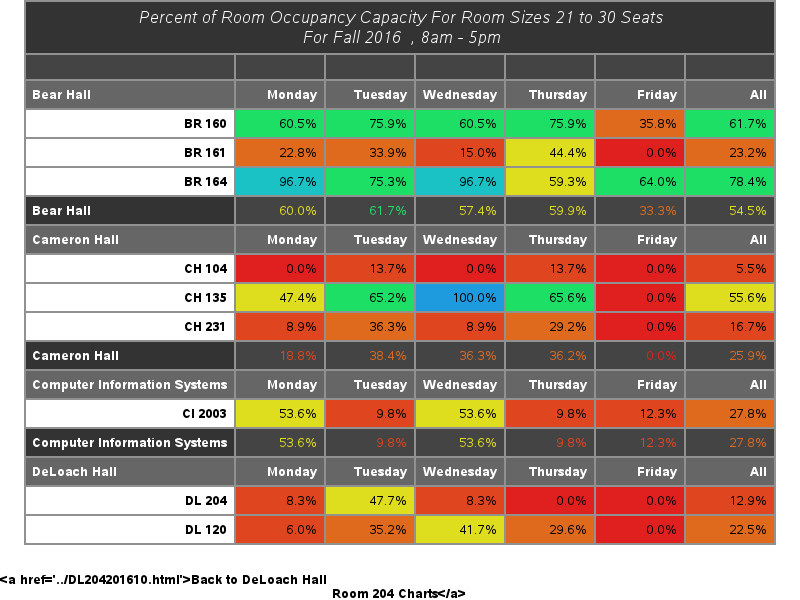 Percent of Room Occupancy Capacity For Room Sizes 21 to 30 Seats
For Fall 2016 , 8am - 5pm
Bear Hall Monday Tuesday Wednesday Thursday Friday All
BR 160 60.5% 75.9% 60.5% 75.9% 35.8% 61.7%
BR 161 22.8% 33.9% 15.0% 44.4% 0.0% 23.2%
BR 164 96.7% 75.3% 96.7% 59.3% 64.0% 78.4%
Bear Hall 60.0% 61.7% 57.4% 59.9% 33.3% 54.5%
Cameron Hall Monday Tuesday Wednesday Thursday Friday All
CH 104 0.0% 13.7% 0.0% 13.7% 0.0% 5.5%
CH 135 47.4% 65.2% 100.0% 65.6% 0.0% 55.6%
CH 231 8.9% 36.3% 8.9% 29.2% 0.0% 16.7%
Cameron Hall 18.8% 38.4% 36.3% 36.2% 0.0% 25.9%
Computer Information Systems Monday Tuesday Wednesday Thursday Friday All
CI 2003 53.6% 9.8% 53.6% 9.8% 12.3% 27.8%
Computer Information Systems 53.6% 9.8% 53.6% 9.8% 12.3% 27.8%
DeLoach Hall Monday Tuesday Wednesday Thursday Friday All
DL 204 8.3% 47.7% 8.3% 0.0% 0.0% 12.9%
DL 120 6.0% 35.2% 41.7% 29.6% 0.0% 22.5%
&lt;a href='../DL204201610.html'&gt;Back to DeLoach Hall
Room 204 Charts&lt;/a&gt;